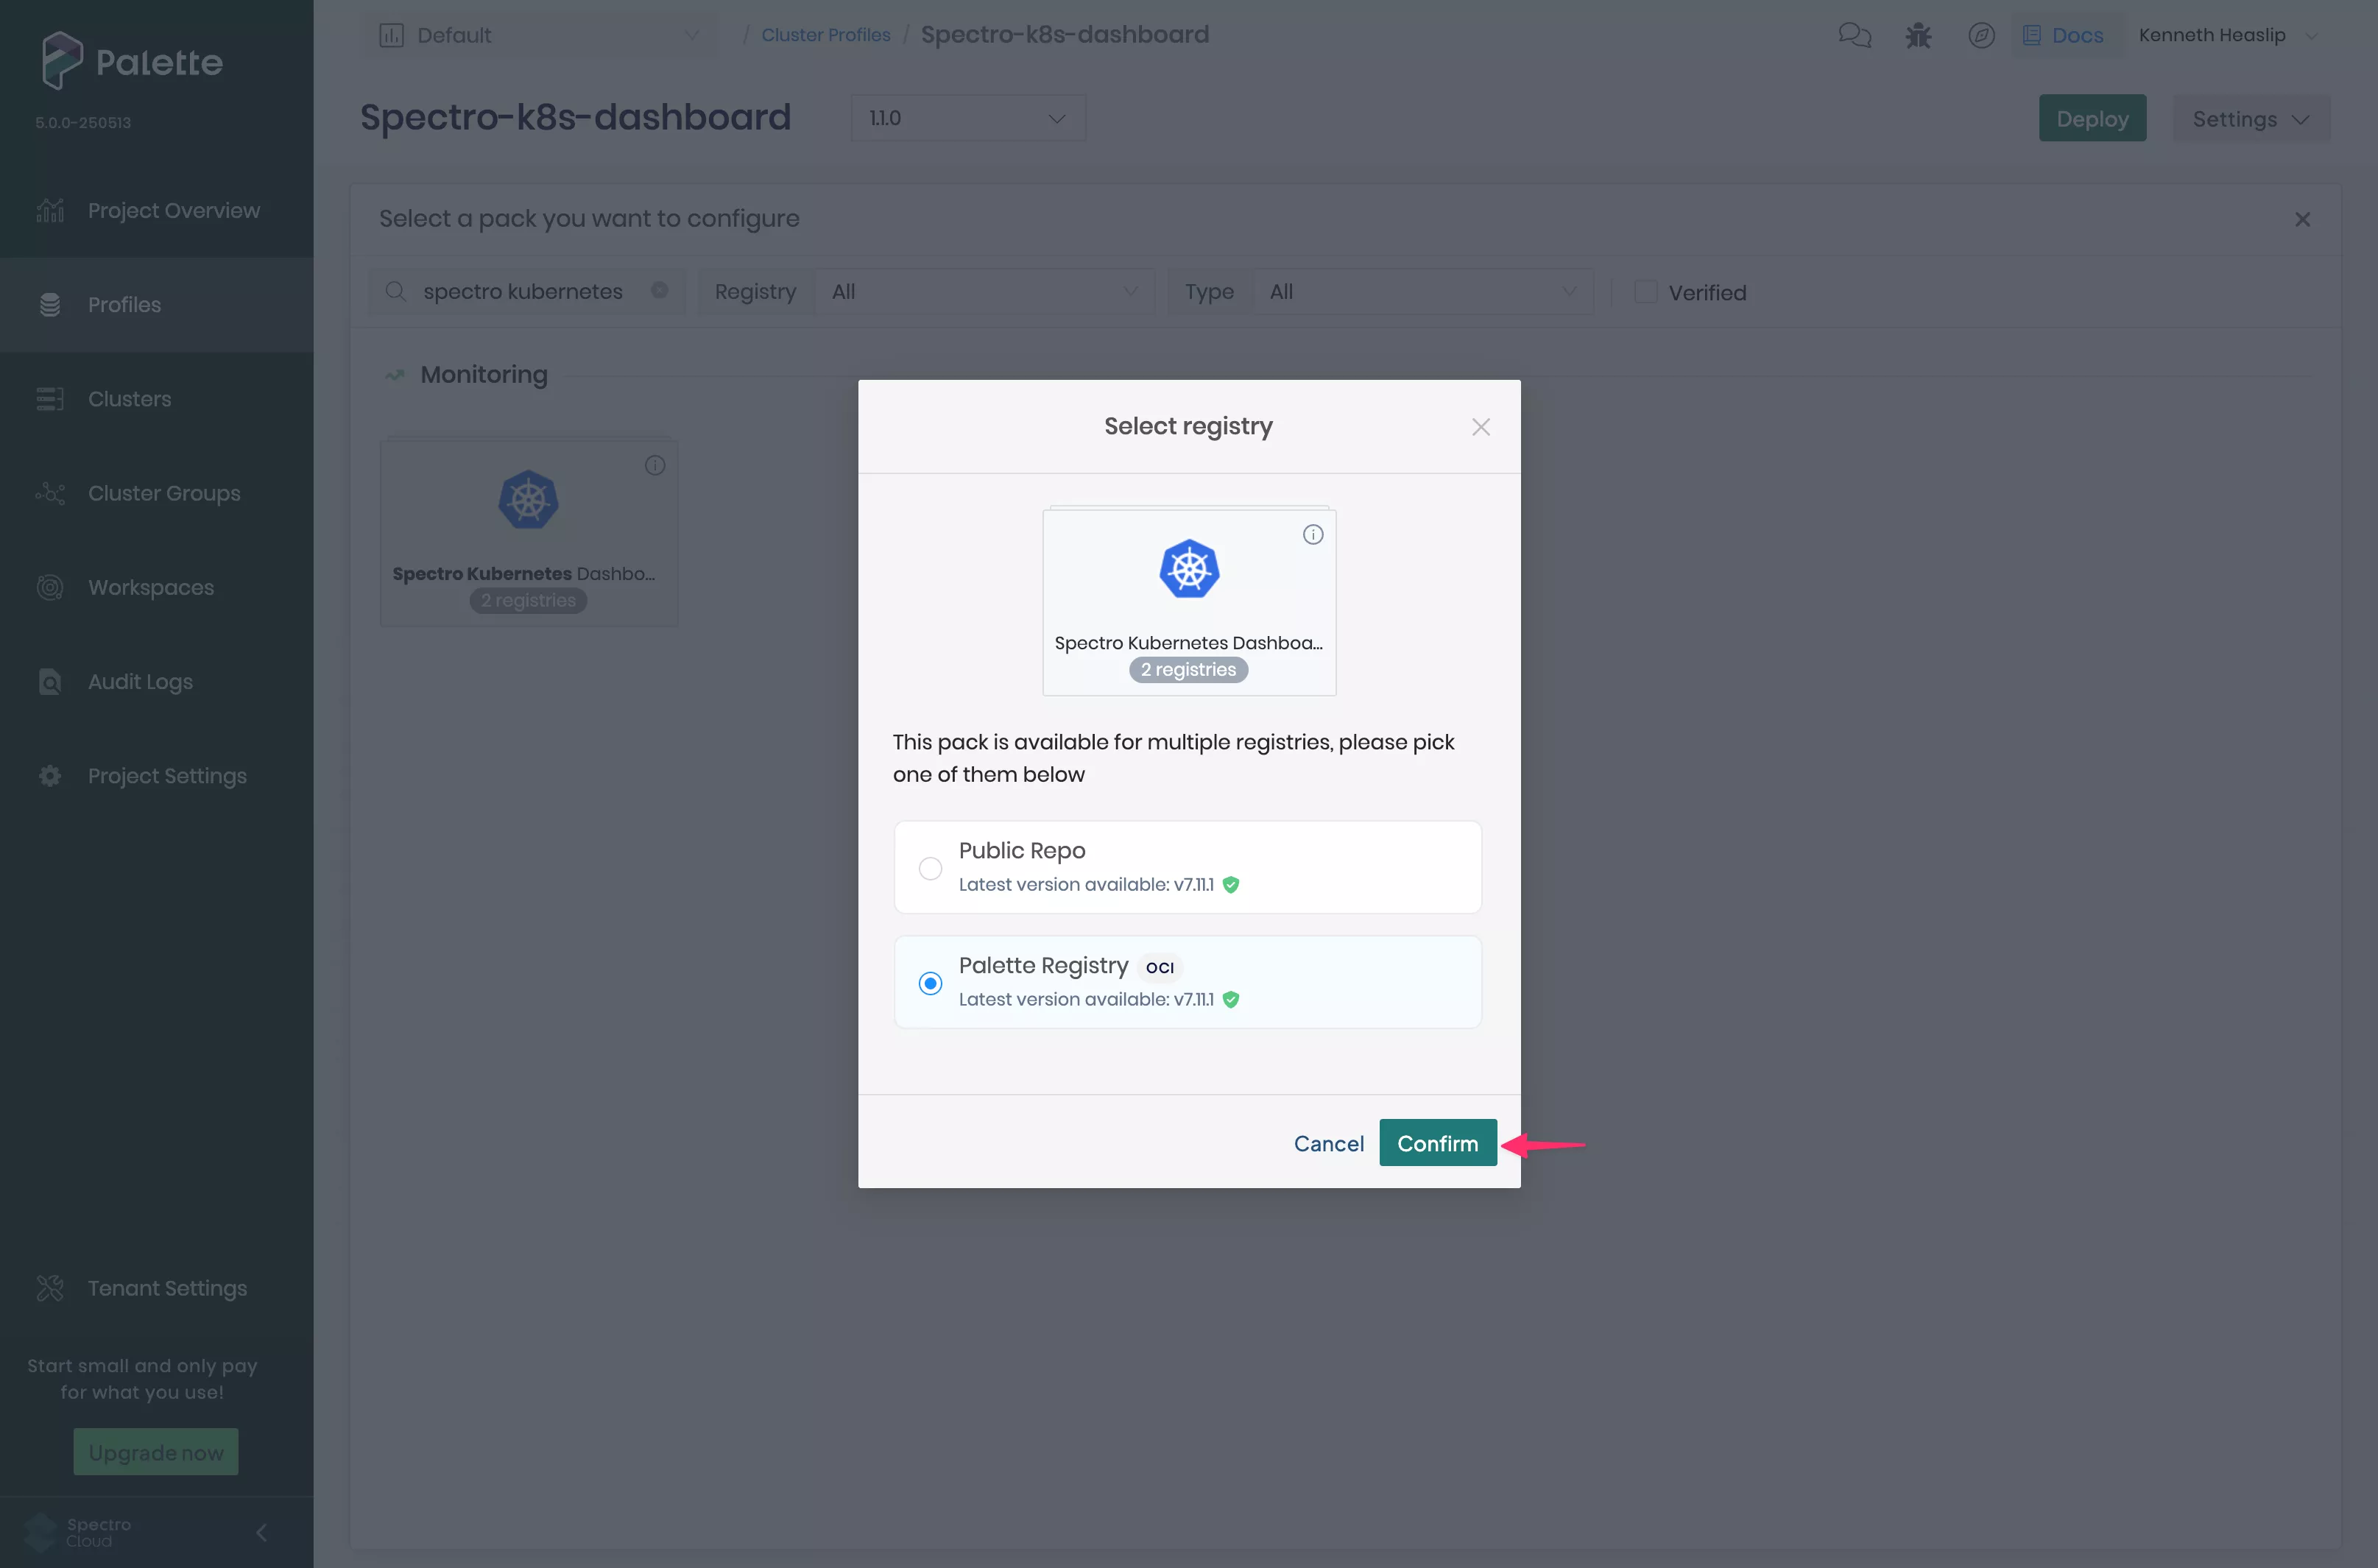 Palette
5.0.0-250513
Project Overview
Profiles
Clusters
Cluster Groups
Workspaces
Audit Logs
Project Settings
Tenant Settings
Start small and only pay
for what you use!
Upgrade now
Spectro
Cloud
Default
/ Cluster Profiles / Spectro-k8s-dashboard
Docs
Kenneth Heaslip
Spectro-k8s-dashboard
1.1.0
Deploy
Settings
Select a pack you want to configure
spectro kubernetes
Registry
All
Type
All
Verified
Monitoring
Spectro Kubernetes Dashbo...
2 registries
Select registry
Spectro Kubernetes Dashboa...
2 registries
This pack is available for multiple registries, please pick
one of them below
Public Repo
Latest version available: v7.11.1
Palette Registry OCI
Latest version available: v7.11.1
Cancel
Confirm